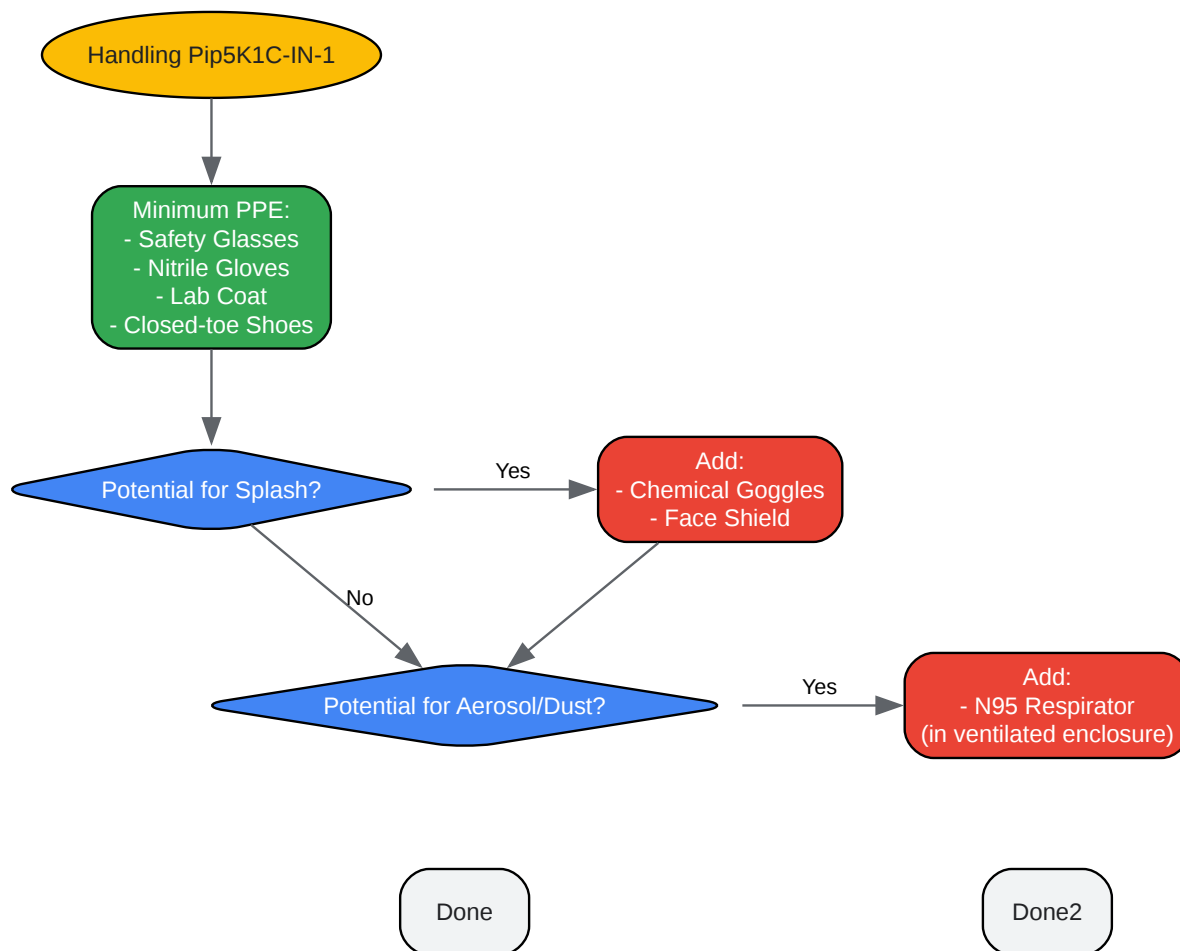 Handling Pip5K1C-IN-1
Minimum PPE:
- Safety Glasses
- Nitrile Gloves
- Lab Coat
- Closed-toe Shoes
Potential for Splash?
Yes
Add:
- Chemical Goggles
- Face Shield
No
Potential for Aerosol/Dust?
Yes
Add:
- N95 Respirator
(in ventilated enclosure)
Done
Done2